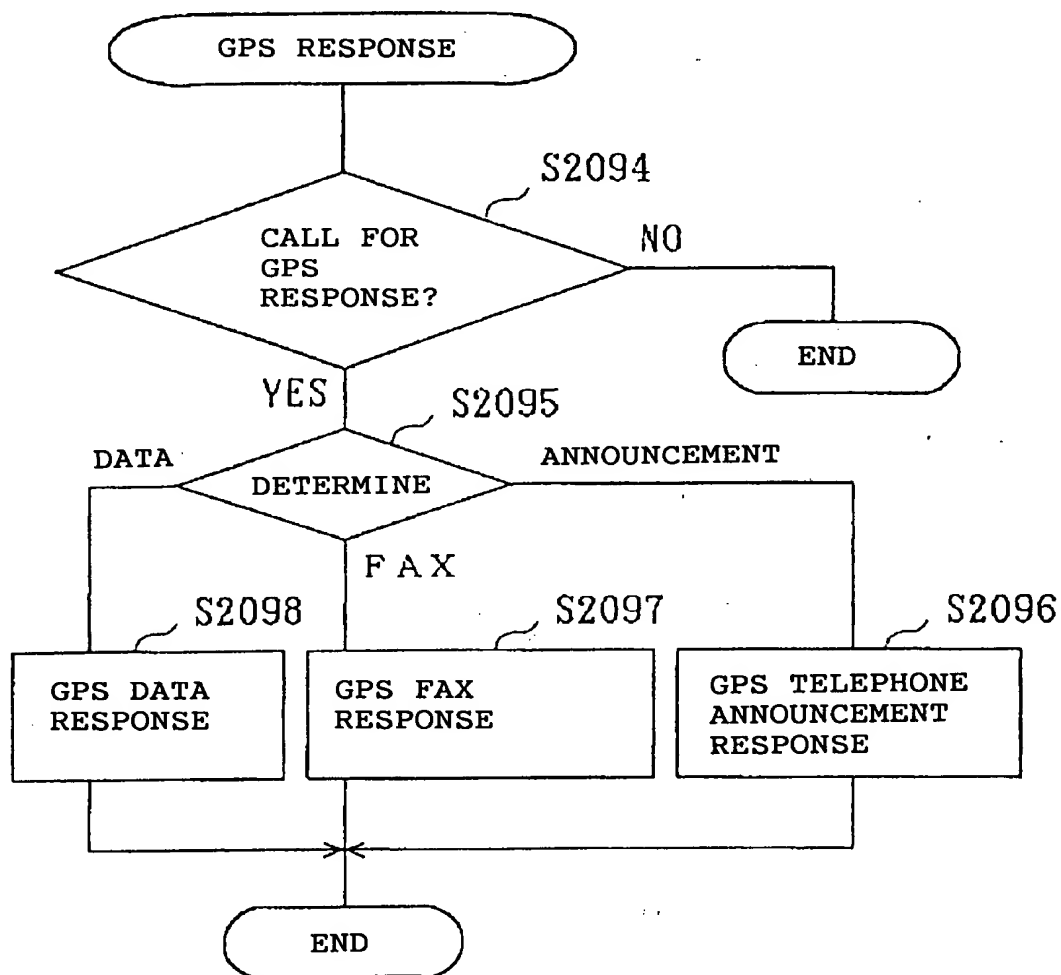 GPS RESPONSE
S2094
CALL FOR
GPS
RESPONSE?
NO
END
YES
S2095
DATA
DETERMINE
ANNOUNCEMENT
FAX
S2098
S2097
S2096
GPS DATA
RESPONSE
GPS FAX
RESPONSE
GPS TELEPHONE
ANNOUNCEMENT
RESPONSE
END